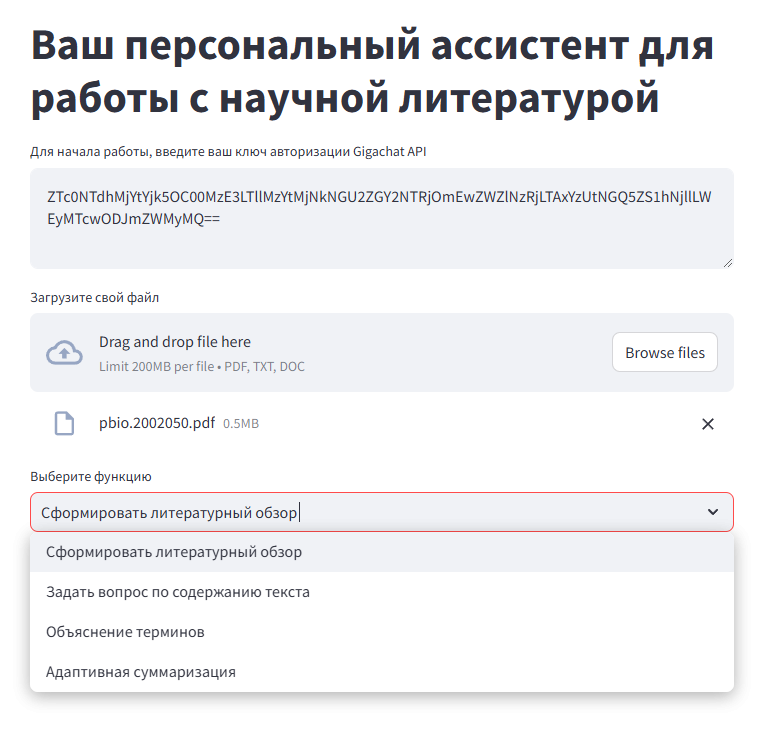 Ваш персональный ассистент для
работы с научной литературой
Для начала работы, введите ваш ключ авторизации Gigachat API
ZTc0NTdhMjYtYjk5OC00MzE3LTllMzYtMjNkNGU2ZGY2NTRjOmEwZWZlNzRjLTAxYzUtNGQ5ZS1hNjllLW
EyMTcwODJmZWMyMQ==
Загрузите свой файл
Drag and drop file here
Limit 200MB per file • PDF, TXT, DOC
Browse files
pbio.2002050.pdf 0.5MB
Выберите функцию
Сформировать литературный обзор
Сформировать литературный обзор
Задать вопрос по содержанию текста
Объяснение терминов
Адаптивная суммаризация